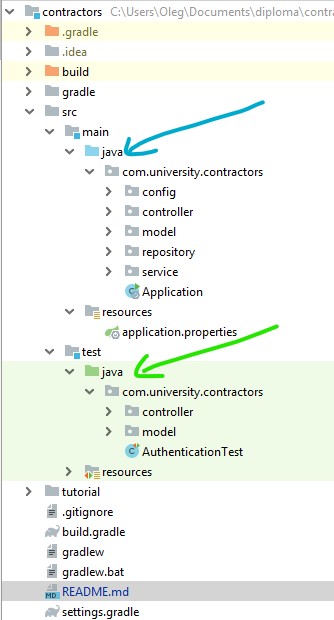 contractors C:\Users\Oleg\Documents\diploma\contra
.gradle
.idea
build
gradle
src
main
java
com.university.contractors
config
controller
model
repository
service
Application
resources
application.properties
test
java
com.university.contractors
controller
model
AuthenticationTest
resources
tutorial
.gitignore
build.gradle
gradlew
gradlew.bat
MD README.md
settings.gradle